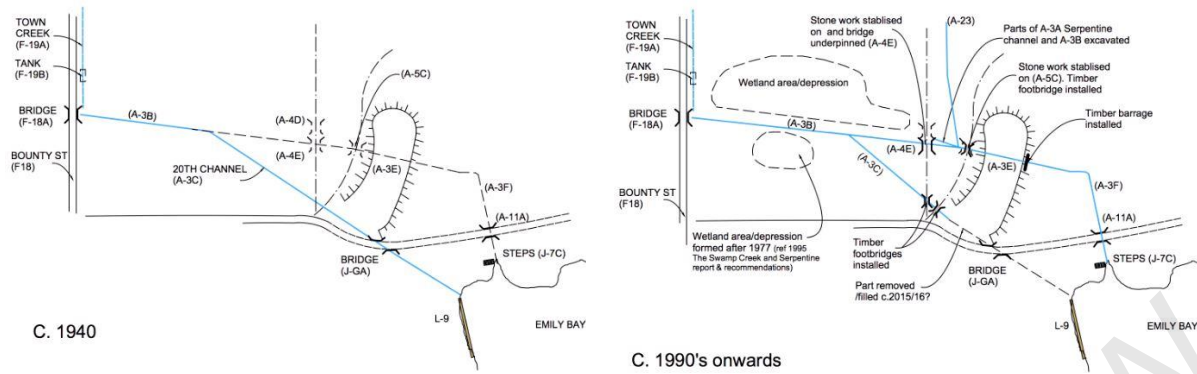 TOWN
CREEK
(F-19A)
TANK
(F-19B)
BRIDGE
(F-18A)
BOUNTY ST
(F18)
(A-3B)
20TH CHANNEL
(A-3C)
(A-4D)
(A-4E)
(A-5C)
(A-3E)
(A-3F)
(A-11A)
STEPS (J-7C)
BRIDGE
(J-GA)
L-9
EMILY BAY
C. 1940
TOWN
CREEK
(F-19A)
TANK
(F-19B)
BRIDGE
(F-18A)
BOUNTY ST
(F18)
Wetland area/depression
Stone work stablised
on and bridge
underpinned (A-4E)
(A-23)
Parts of A-3A Serpentine
channel and A-3B excavated
Stone work stablised
on (A-5C). Timber
footbridge installed
Timber barrage
installed
(A-3B)
(A-3C)
(A-4E)
(A-3E)
(A-3F)
(A-11A)
STEPS (J-7C)
Wetland area/depression
formed after 1977 (ref 1995
The Swamp Creek and Serpentine
report & recommendations)
Timber
footbridges
installed
BRIDGE
(J-GA)
Part removed
/filled c.2015/16?
L-9
EMILY BAY
C. 1990's onwards